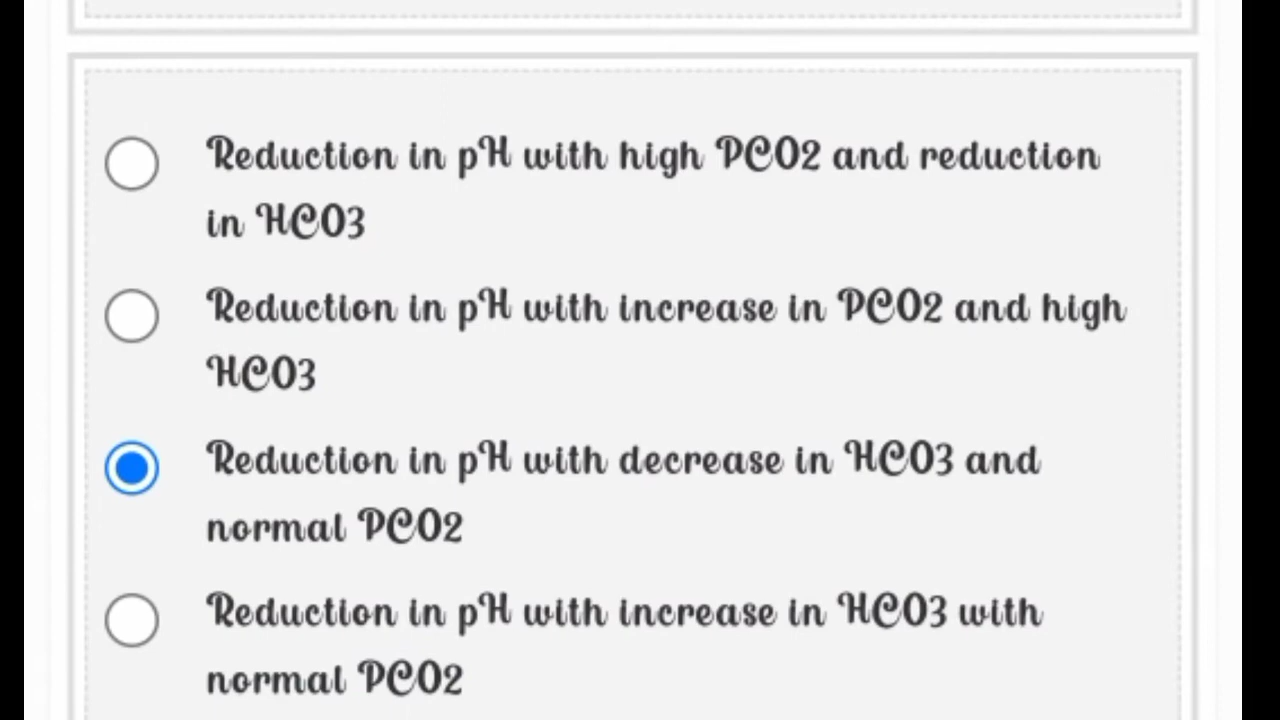 Reduction in pH with high PCO2 and reduction
in HCO3
Reduction in pH with increase in PCO2 and high
HCO3
Reduction in pH with decrease in HCO3 and
normal PCO2
Reduction in pH with increase in HCO3 with
normal PCO2